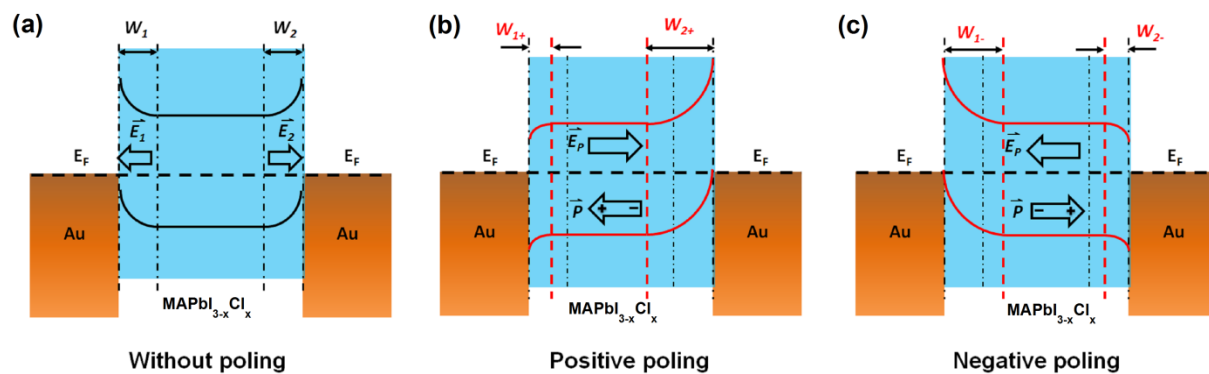 (a)
W1
W2
E1
E2
EF
EF
Au
Au
MAPbI3-xClx
Without poling
(b)
W1+
W2+
EP
P
+ -
EF
Au
Au
MAPbI3-xClx
Positive poling
(c)
W1-
W2-
EP
P
- +
EF
EF
Au
Au
MAPbI3-xClx
Negative poling